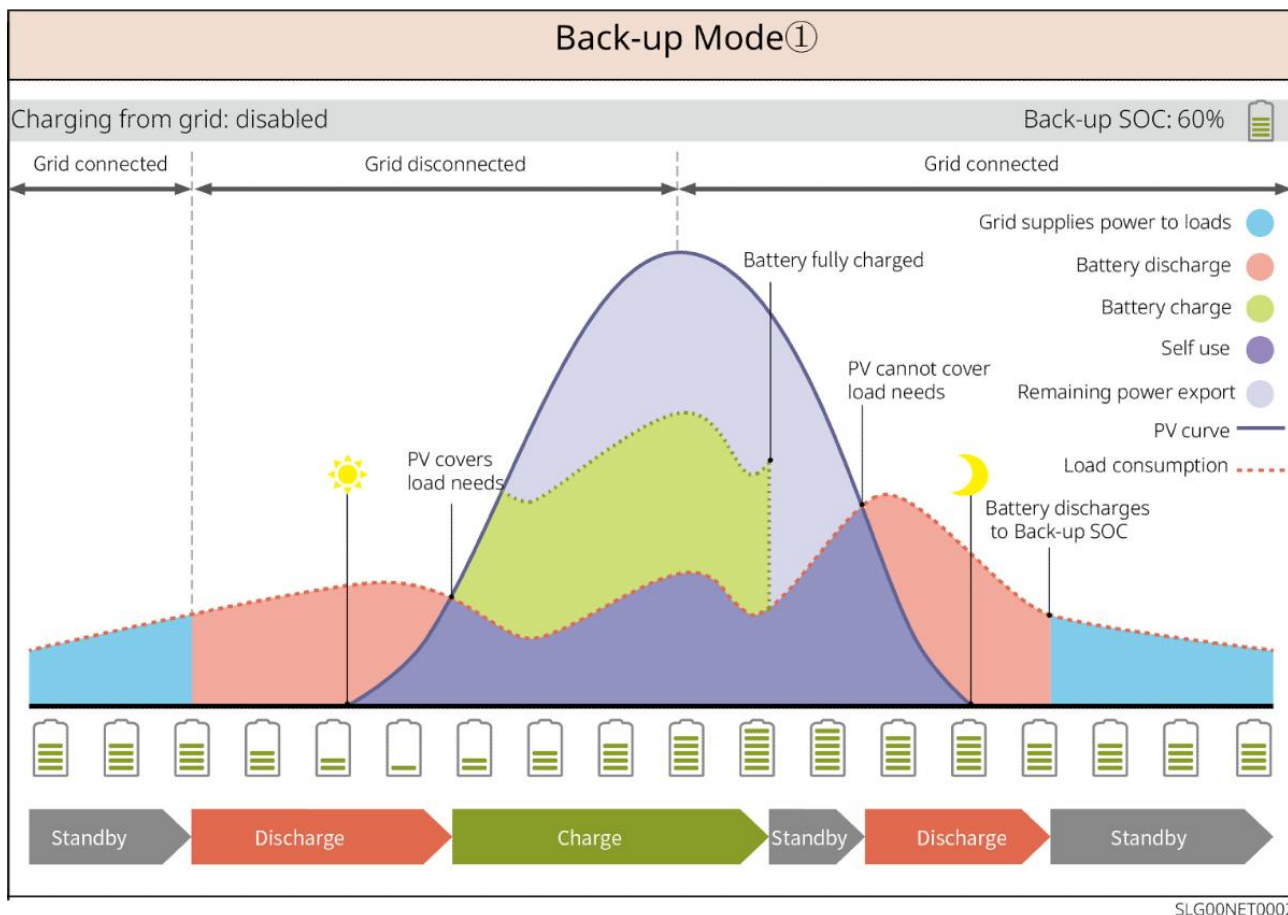 Back-up Mode①
Charging from grid: disabled
Back-up SOC: 60%
Grid connected
Grid disconnected
Grid connected
Grid supplies power to loads
Battery discharge
Battery charge
Self use
Remaining power export
PV curve
Load consumption
Battery fully charged
PV cannot cover
load needs
PV covers
load needs
Battery discharges
to Back-up SOC
Standby
Discharge
Charge
Standby
Discharge
Standby
SLG00NET0002